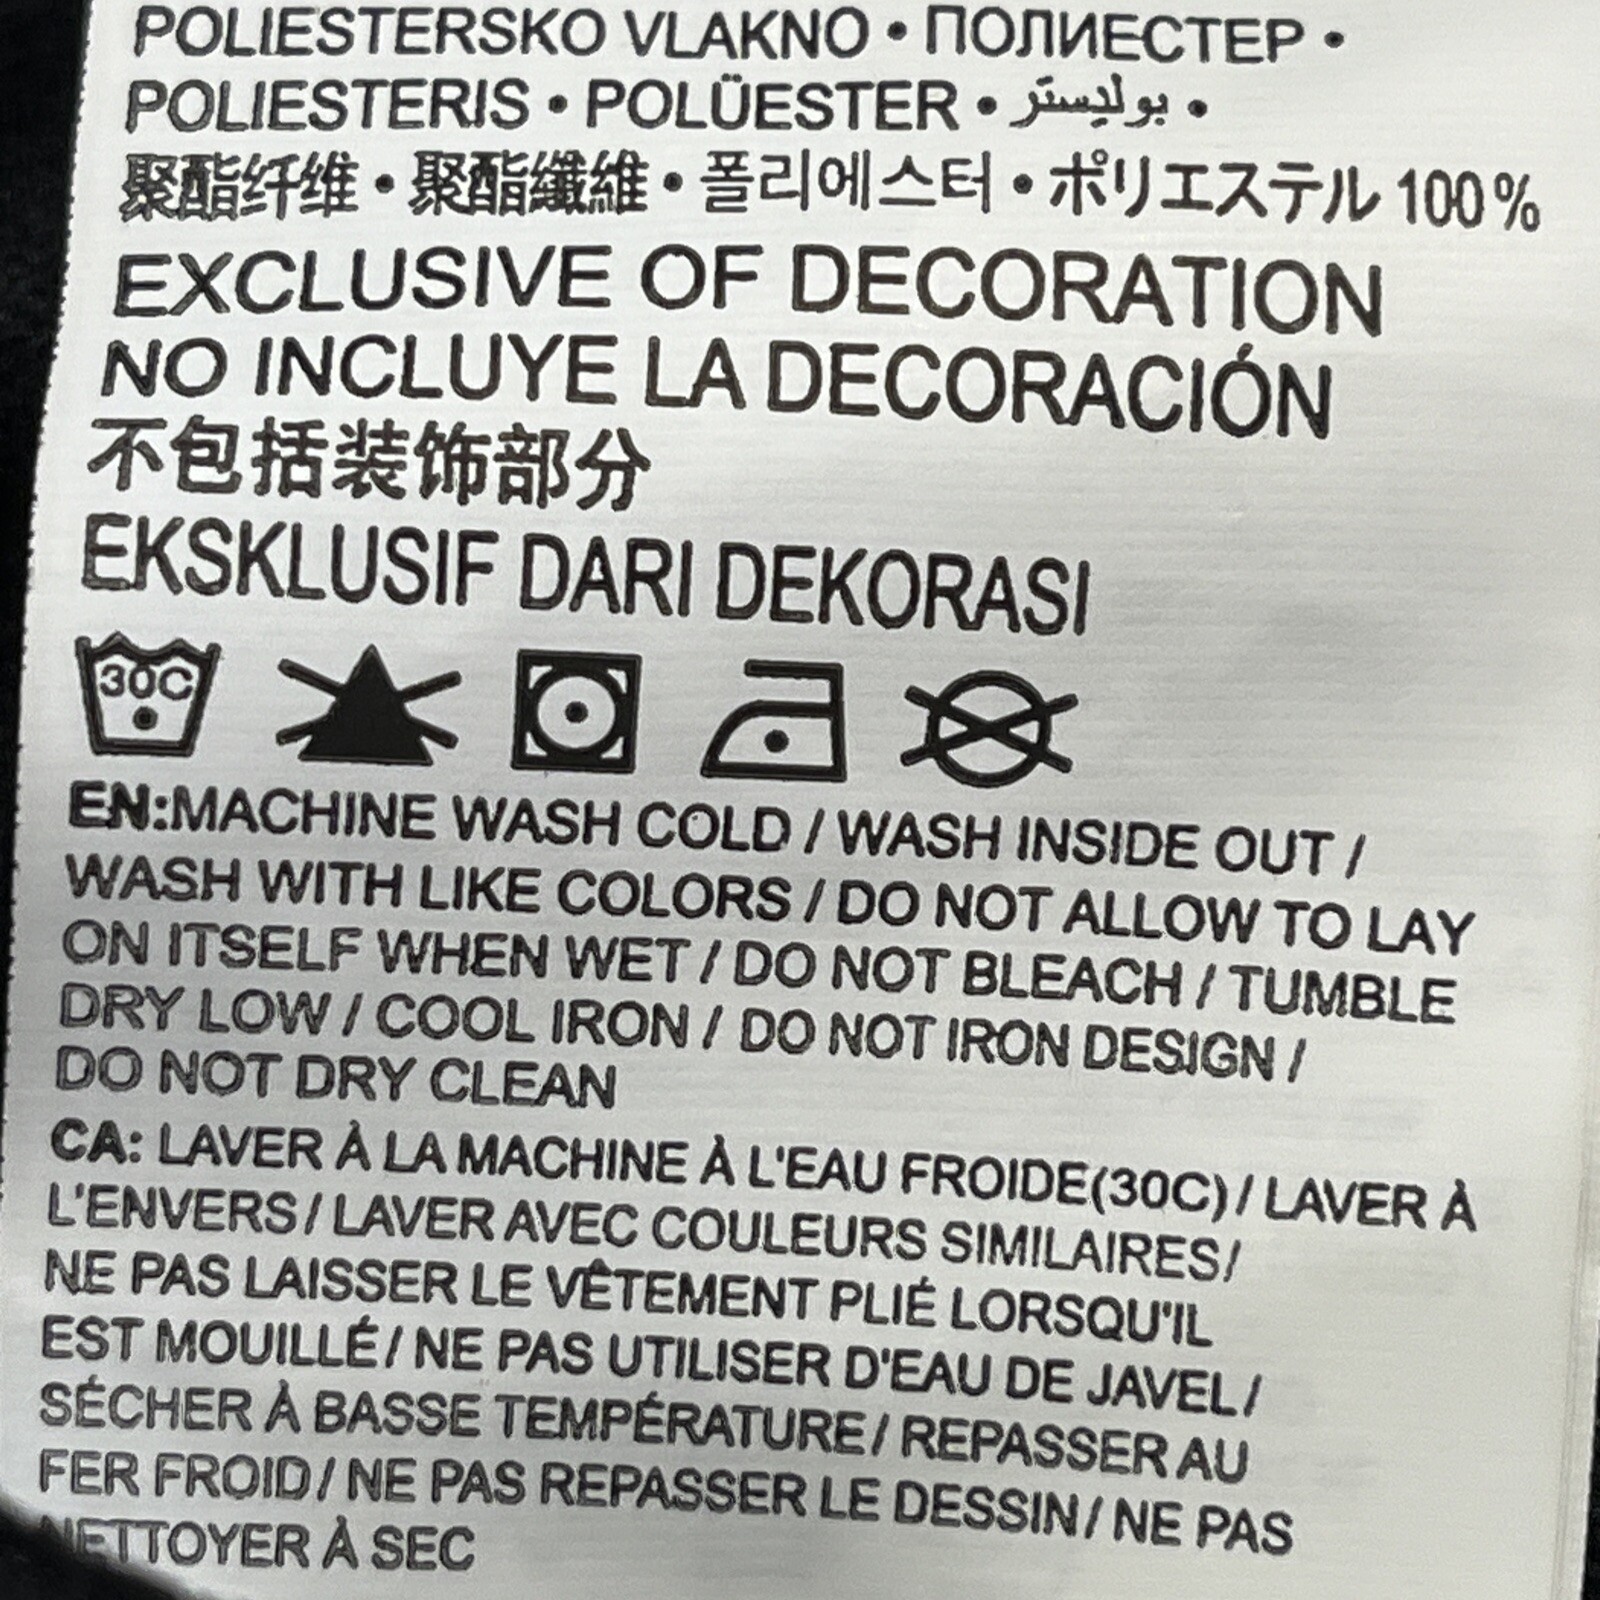 POLIESTERSKO VLAKNO • ПОЛИЕСТЕР •
POLIESTERIS • POLÜESTER • بوليستر •
聚酯纤维 • 聚酯纖維 • 폴리에스터 • ポリエステル 100%
EXCLUSIVE OF DECORATION
NO INCLUYE LA DECORACIÓN
不包括装饰部分
EKSKLUSIF DARI DEKORASI
30C
EN:MACHINE WASH COLD / WASH INSIDE OUT /
WASH WITH LIKE COLORS / DO NOT ALLOW TO LAY
ON ITSELF WHEN WET / DO NOT BLEACH / TUMBLE
DRY LOW / COOL IRON / DO NOT IRON DESIGN /
DO NOT DRY CLEAN
CA: LAVER À LA MACHINE À L'EAU FROIDE(30C) / LAVER À
L'ENVERS / LAVER AVEC COULEURS SIMILAIRES/
NE PAS LAISSER LE VÊTEMENT PLIÉ LORSQU'IL
EST MOUILLÉ / NE PAS UTILISER D'EAU DE JAVEL/
SÉCHER À BASSE TEMPÉRATURE/ REPASSER AU
FER FROID/ NE PAS REPASSER LE DESSIN/ NE PAS
NETTOYER À SEC